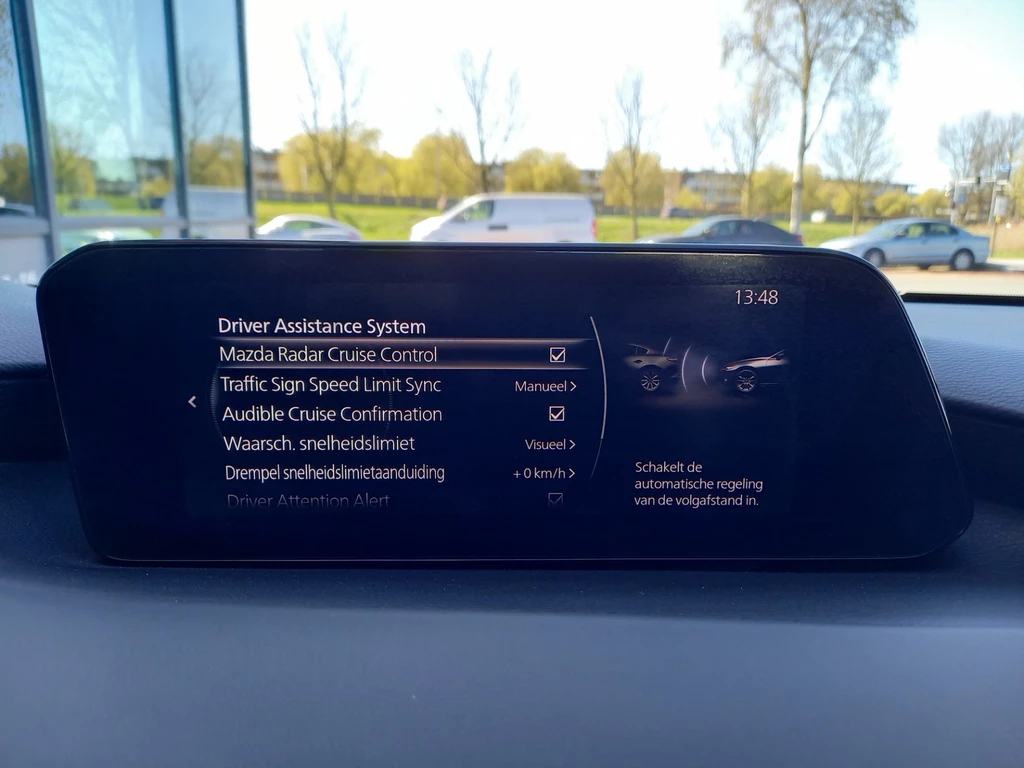 13:48
Driver Assistance System
Mazda Radar Cruise Control
Traffic Sign Speed Limit Sync Manueel >
Audible Cruise Confirmation
Waarsch. snelheidslimiet Visueel >
Drempel snelheidslimietaanduiding + 0 km/h >
Driver Attention Alert
Schakelt de
automatische regeling
van de volgafstand in.